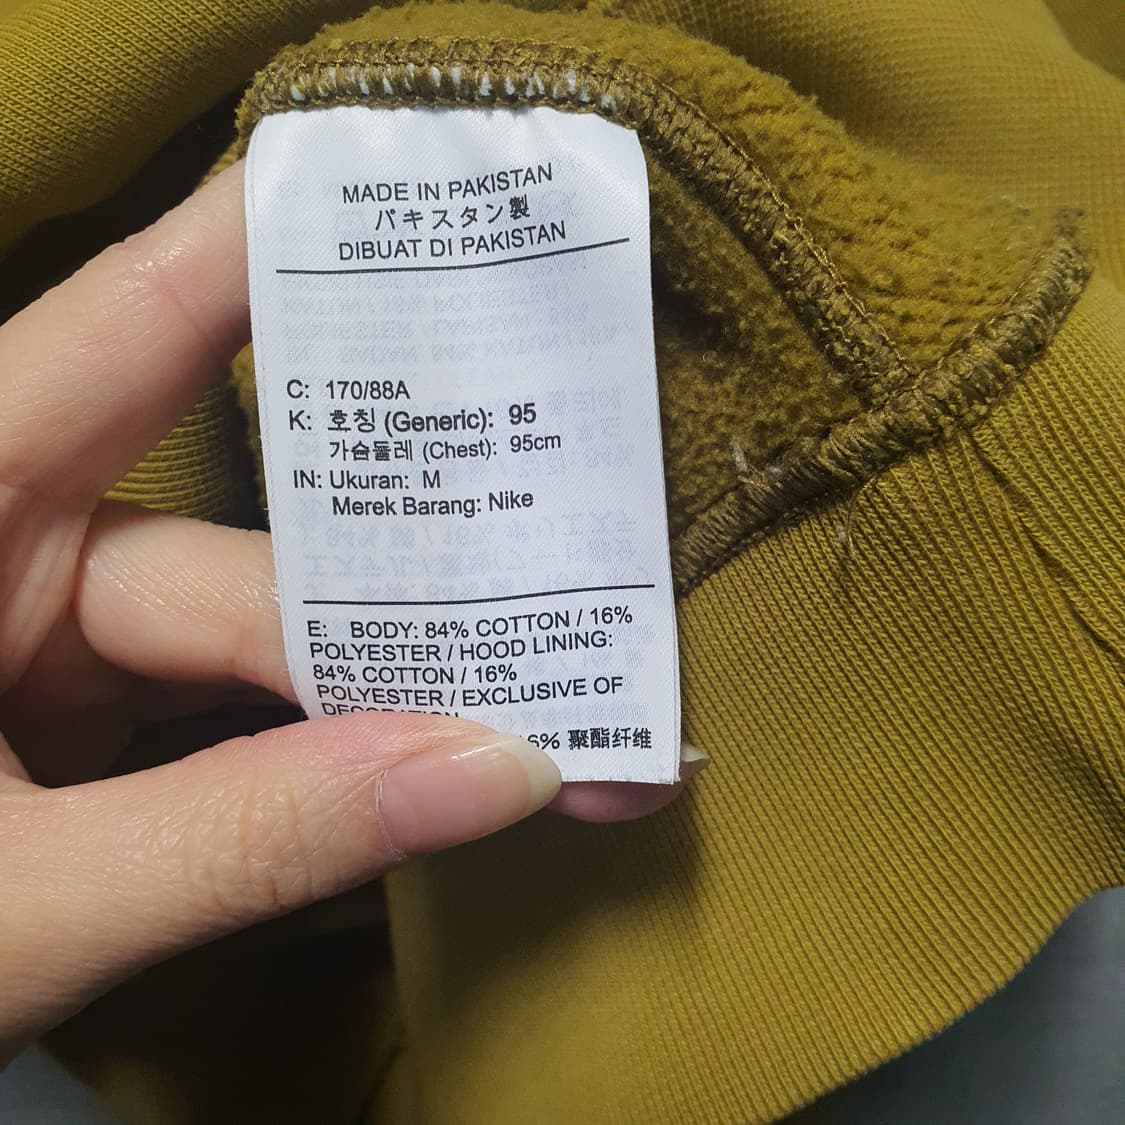 MADE IN PAKISTAN
パキスタン製
DIBUAT DI PAKISTAN
C: 170/88A
K: 호칭 (Generic): 95
가슴둘레 (Chest): 95cm
IN: Ukuran: M
Merek Barang: Nike
E: BODY: 84% COTTON / 16%
POLYESTER / HOOD LINING:
84% COTTON / 16%
POLYESTER / EXCLUSIVE OF
DECORATION
16% 聚酯纤维